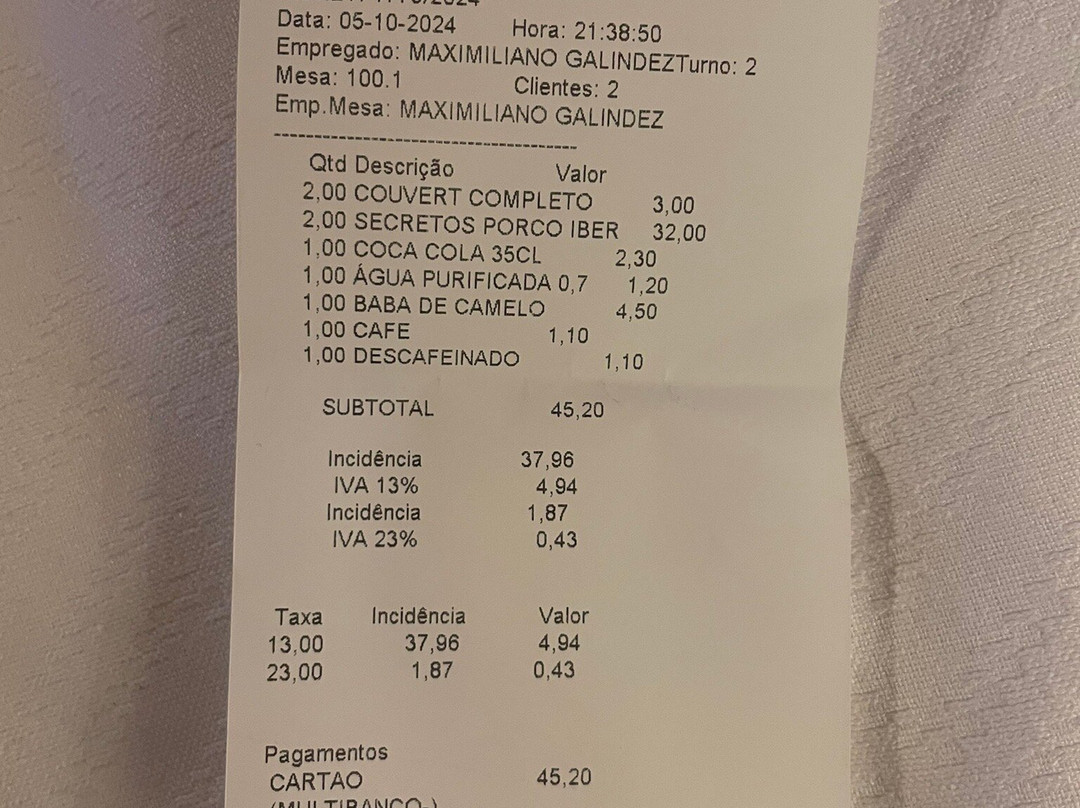 Data: 05-10-2024 Hora: 21:38:50
Empregado: MAXIMILIANO GALINDEZTurno: 2
Mesa: 100.1 Clientes: 2
Emp.Mesa: MAXIMILIANO GALINDEZ
----------------------------------------
Qtd Descrição Valor
2,00 COUVERT COMPLETO 3,00
2,00 SECRETOS PORCO IBER 32,00
1,00 COCA COLA 35CL 2,30
1,00 ÁGUA PURIFICADA 0,7 1,20
1,00 BABA DE CAMELO 4,50
1,00 CAFE 1,10
1,00 DESCAFEINADO 1,10
SUBTOTAL 45,20
Incidência 37,96
IVA 13% 4,94
Incidência 1,87
IVA 23% 0,43
Taxa Incidência Valor
13,00 37,96 4,94
23,00 1,87 0,43
Pagamentos
CARTAO 45,20
(MULTIBANCO-)